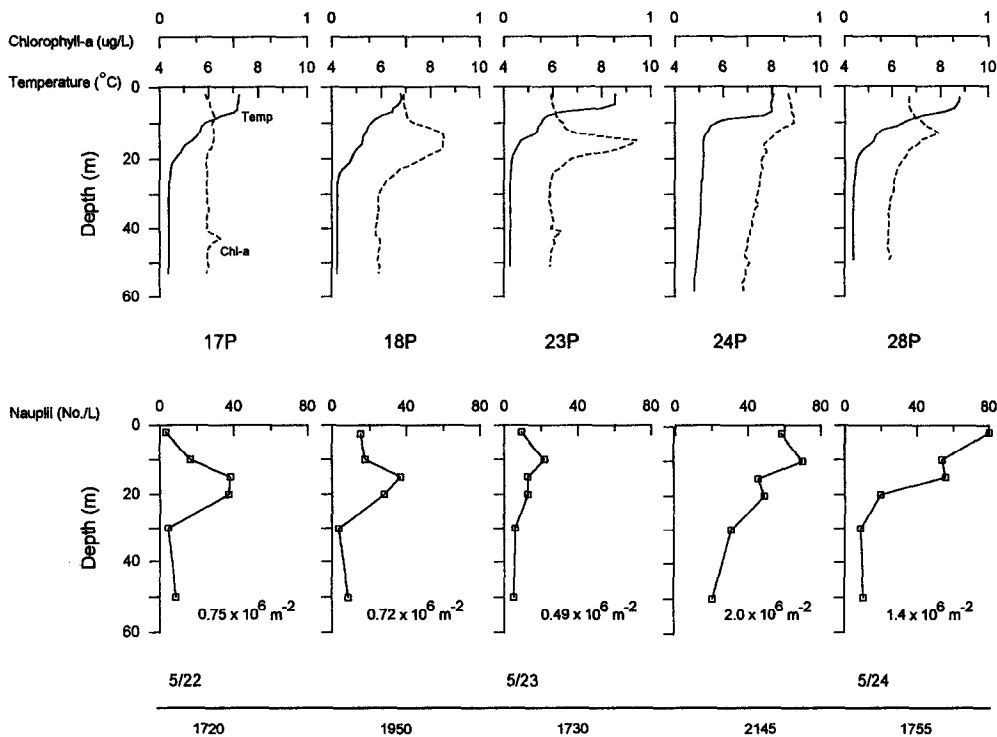 0 1 0 1 0 1 0 1 0 1
Chlorophyll-a (ug/L)
Temperature (°C)
4 6 8 10 4 6 8 10 4 6 8 10 4 6 8 10 4 6 8 10
0
20
40
60
Depth (m)
Temp
Chl-a
17P 18P 23P 24P 28P
Nauplii (No./L)
0 40 80 0 40 80 0 40 80 0 40 80 0 40 80
0
20
40
60
Depth (m)
0.75 x 10⁶ m⁻² 0.72 x 10⁶ m⁻² 0.49 x 10⁶ m⁻² 2.0 x 10⁶ m⁻² 1.4 x 10⁶ m⁻²
5/22 5/23 5/24
1720 1950 1730 2145 1755